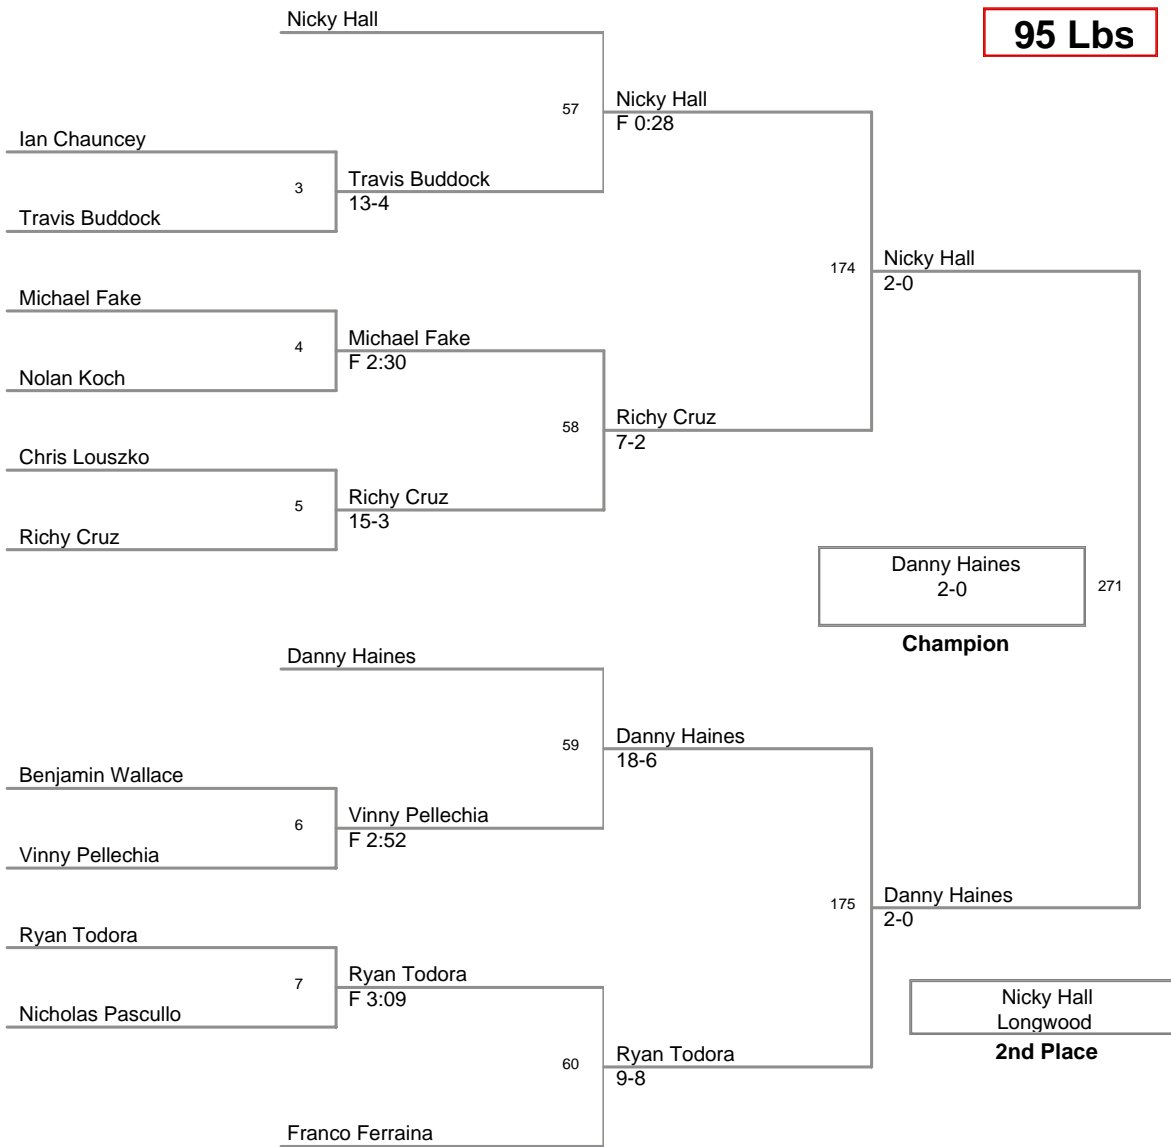 Nicky Hall
95 Lbs
57
Nicky Hall
F 0:28
Ian Chauncey
3
Travis Buddock
13-4
Travis Buddock
174
Nicky Hall
2-0
Michael Fake
4
Michael Fake
F 2:30
Nolan Koch
58
Richy Cruz
7-2
Chris Louszko
5
Richy Cruz
15-3
Richy Cruz
Danny Haines
2-0
271
Champion
Danny Haines
59
Danny Haines
18-6
Benjamin Wallace
6
Vinny Pellechia
F 2:52
Vinny Pellechia
175
Danny Haines
2-0
Ryan Todora
7
Ryan Todora
F 3:09
Nicholas Pascullo
Nicky Hall
Longwood
2nd Place
60
Ryan Todora
9-8
Franco Ferraina